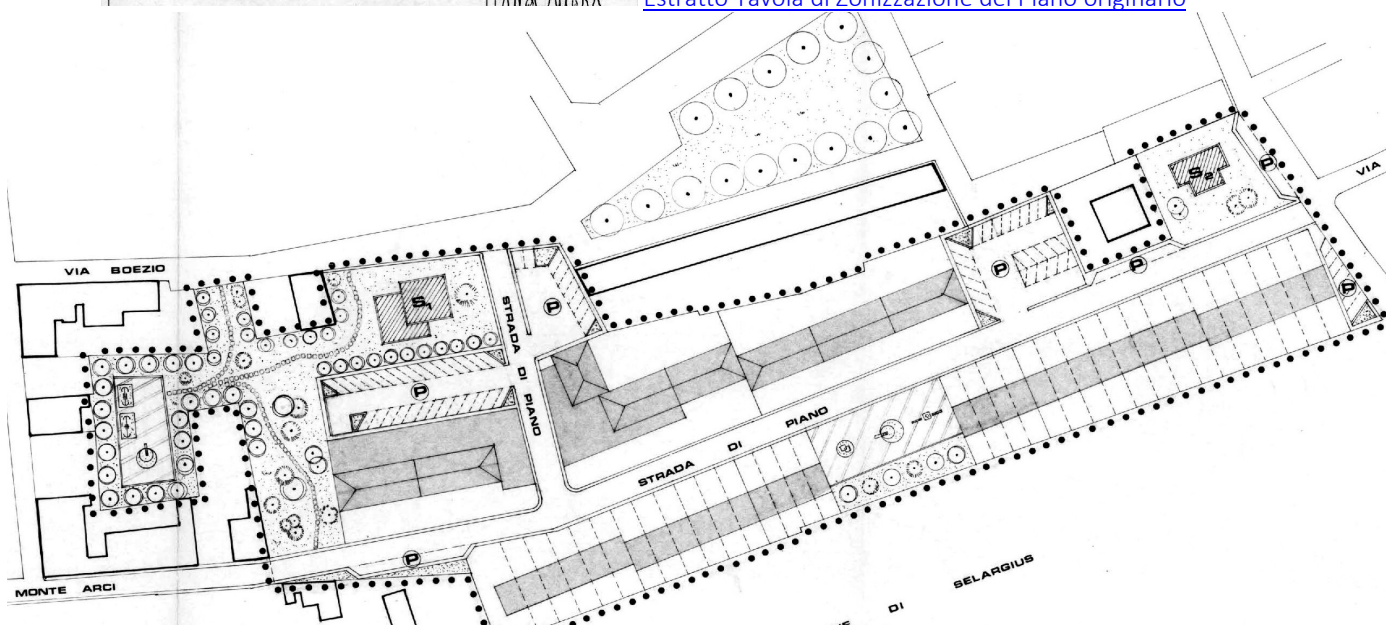 Estratto Tavola di Zonizzazione del Piano originario
VIA
P
S2
VIA BOEZIO
P
P
S1
P
STRADA DI PIANO
P
P
STRADA DI PIANO
P
MONTE ARCI
DI SELARGIUS